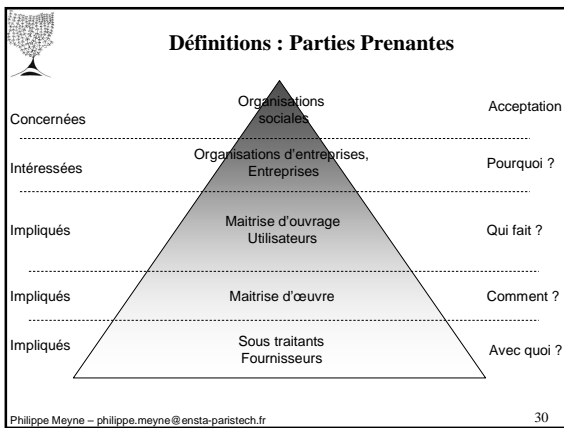 Définitions : Parties Prenantes
Concernées
Organisations
sociales
Acceptation
Intéressées
Organisations d'entreprises,
Entreprises
Pourquoi ?
Impliqués
Maitrise d'ouvrage
Utilisateurs
Qui fait ?
Impliqués
Maitrise d'œuvre
Comment ?
Impliqués
Sous traitants
Fournisseurs
Avec quoi ?
Philippe Meyne – philippe.meyne@ensta-paristech.fr
30